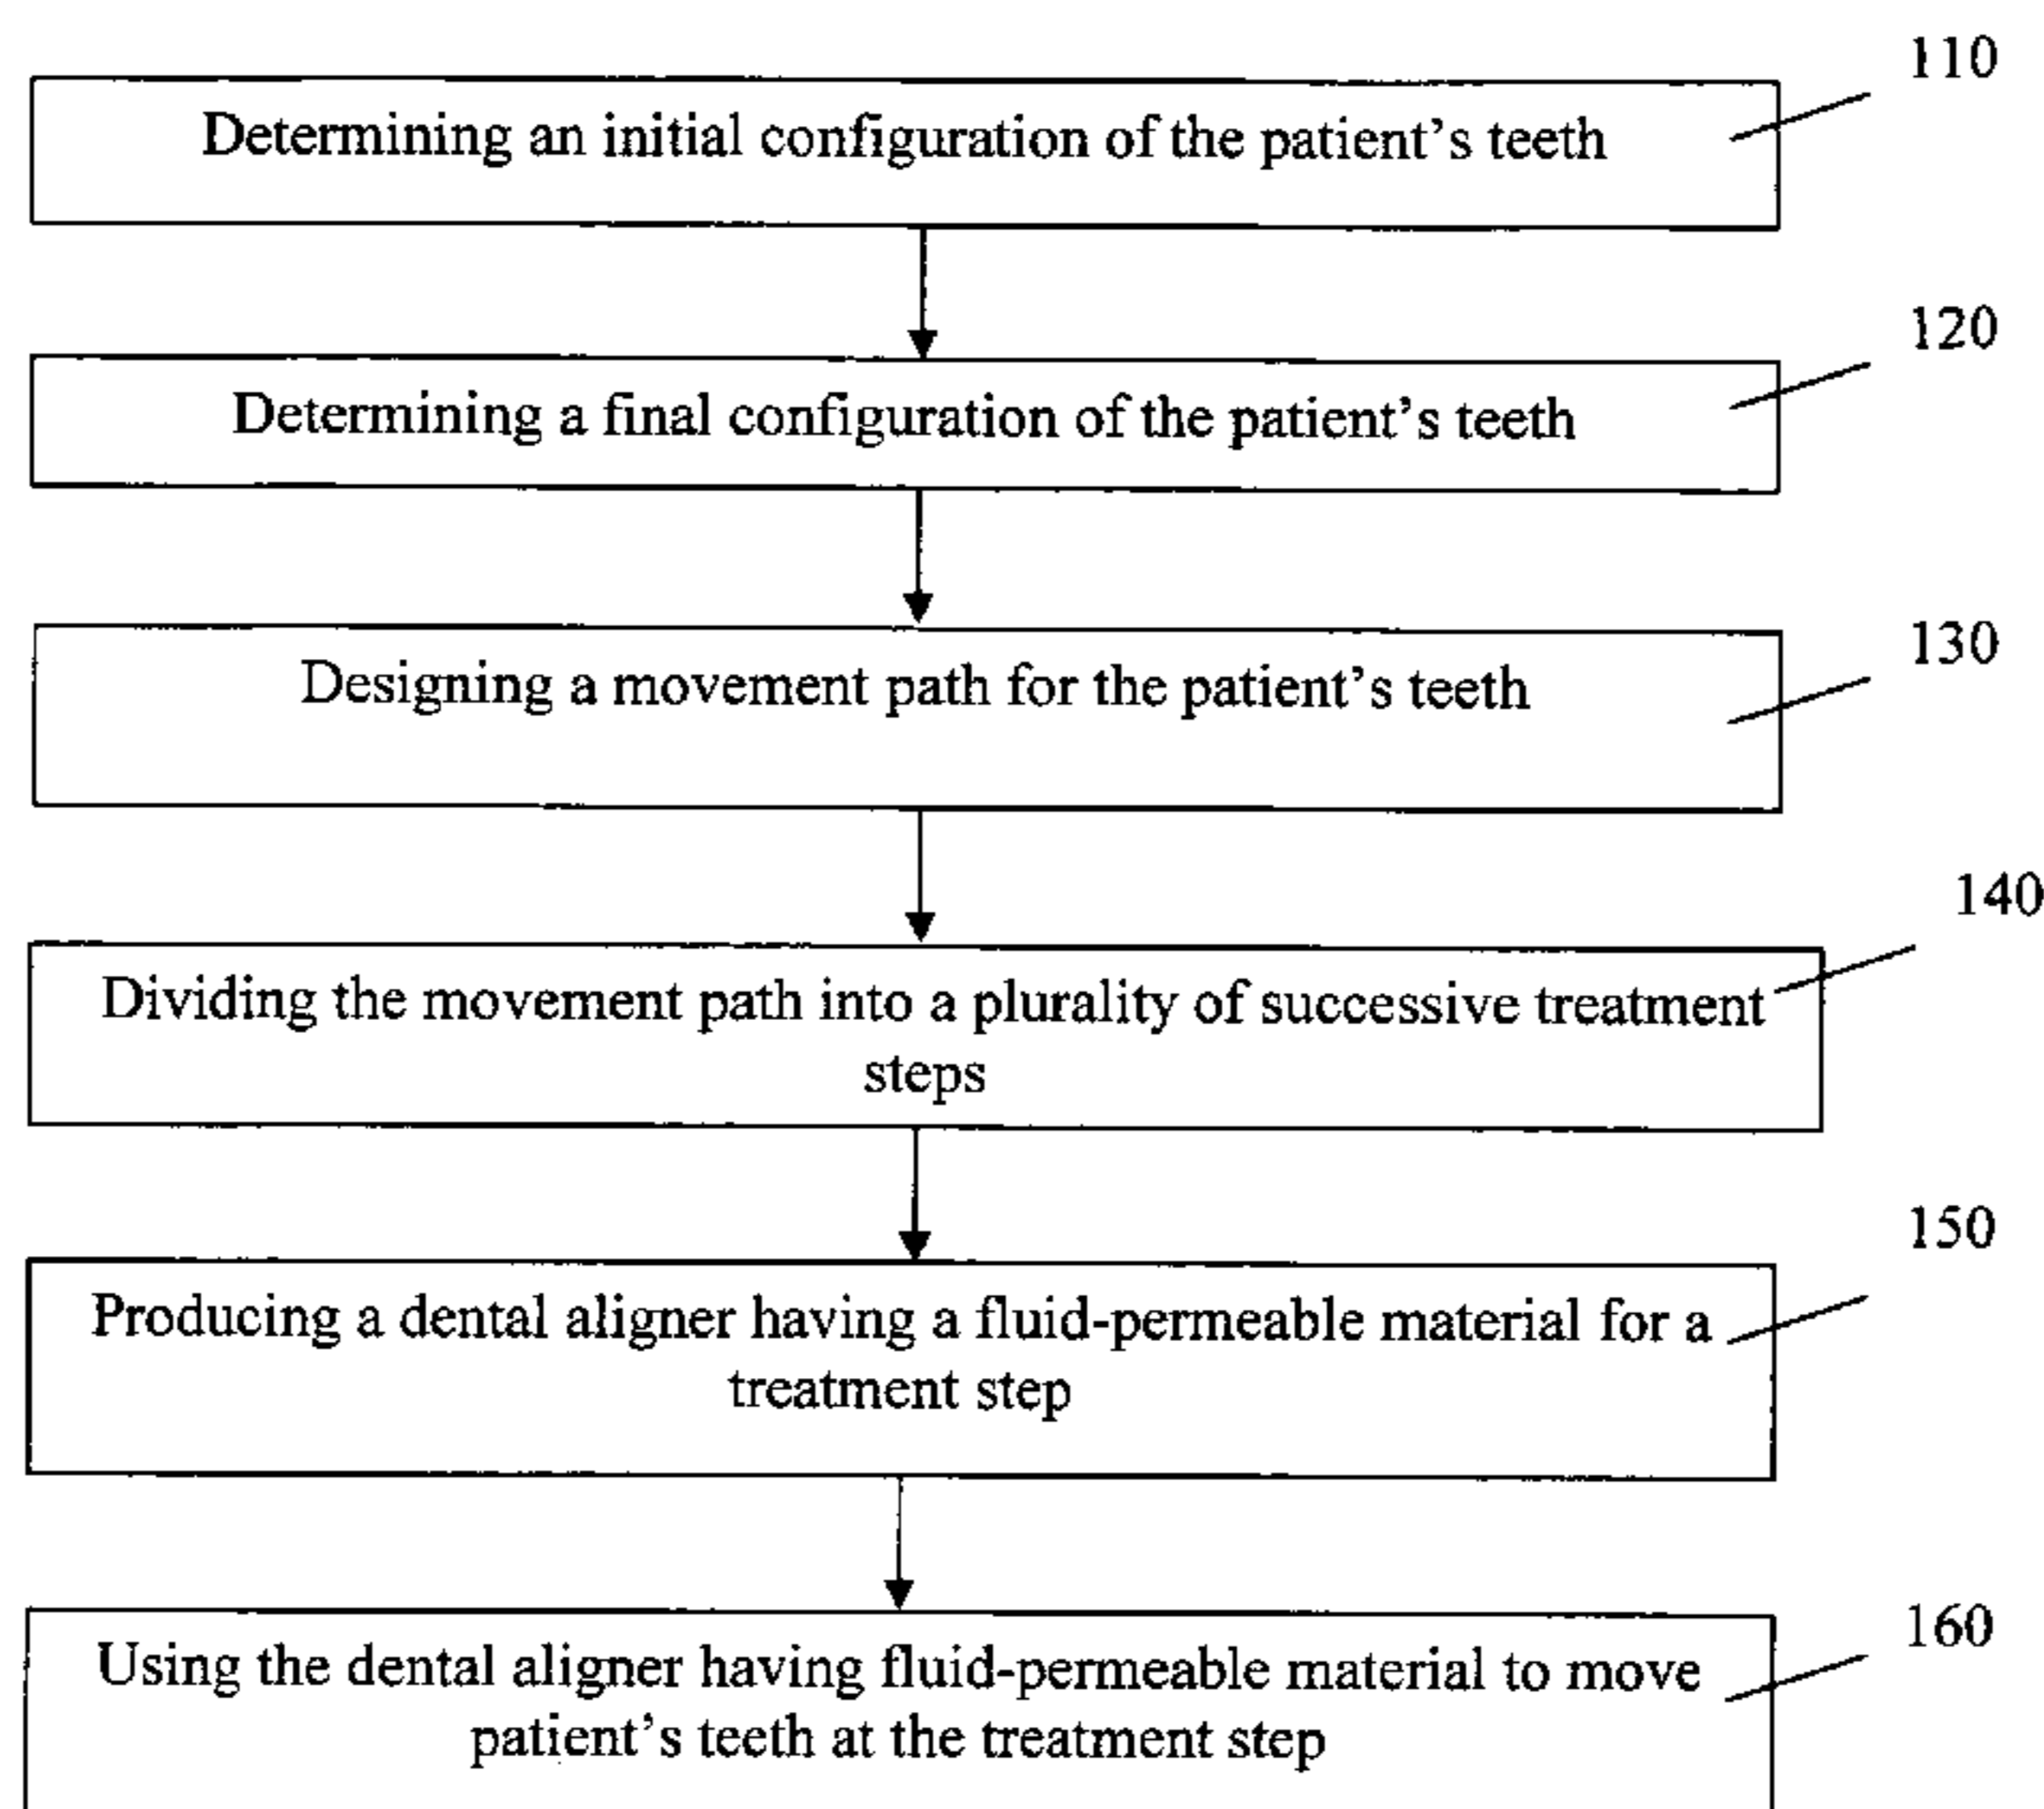 110
Determining an initial configuration of the patient's teeth
120
Determining a final configuration of the patient's teeth
130
Designing a movement path for the patient's teeth
140
Dividing the movement path into a plurality of successive treatment
steps
150
Producing a dental aligner having a fluid-permeable material for a
treatment step
160
Using the dental aligner having fluid-permeable material to move
patient's teeth at the treatment step